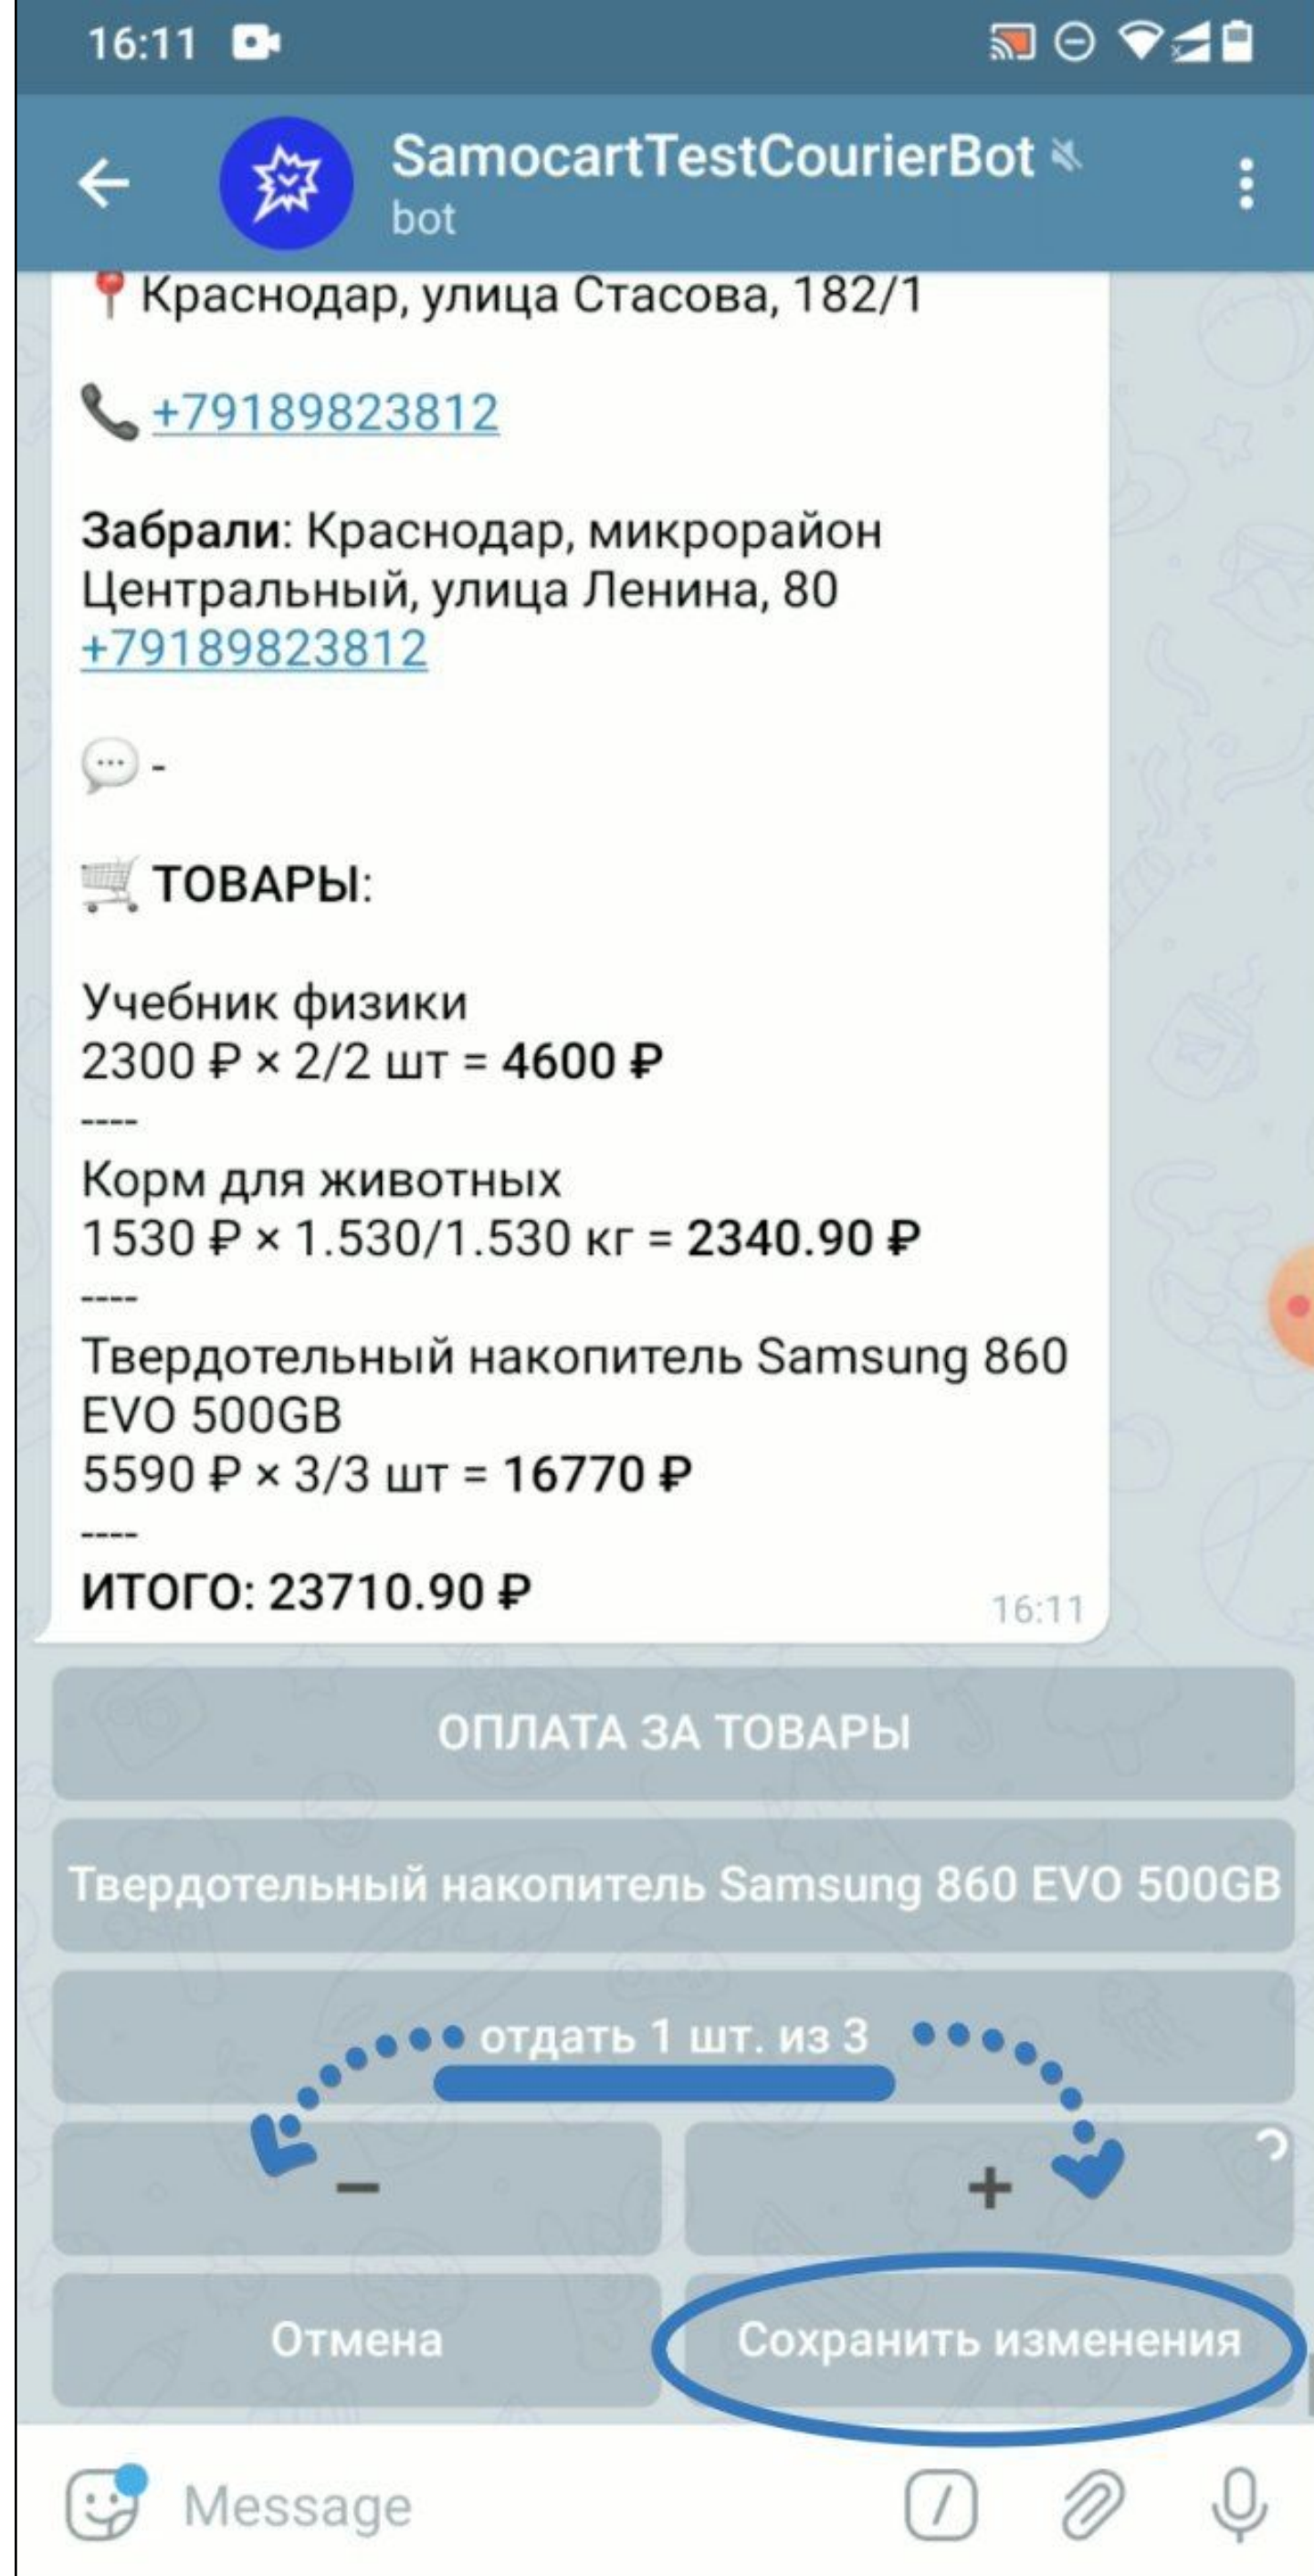 16:11
SamocartTestCourierBot
bot
📍Краснодар, улица Стасова, 182/1
📞 +79189823812
Забрали: Краснодар, микрорайон
Центральный, улица Ленина, 80
+79189823812
💬 -
🛒 ТОВАРЫ:
Учебник физики
2300 ₽ × 2/2 шт = 4600 ₽
----
Корм для животных
1530 ₽ × 1.530/1.530 кг = 2340.90 ₽
----
Твердотельный накопитель Samsung 860
EVO 500GB
5590 ₽ × 3/3 шт = 16770 ₽
----
ИТОГО: 23710.90 ₽
16:11
ОПЛАТА ЗА ТОВАРЫ
Твердотельный накопитель Samsung 860 EVO 500GB
отдать 1 шт. из 3
− +
Отмена Сохранить изменения
Message